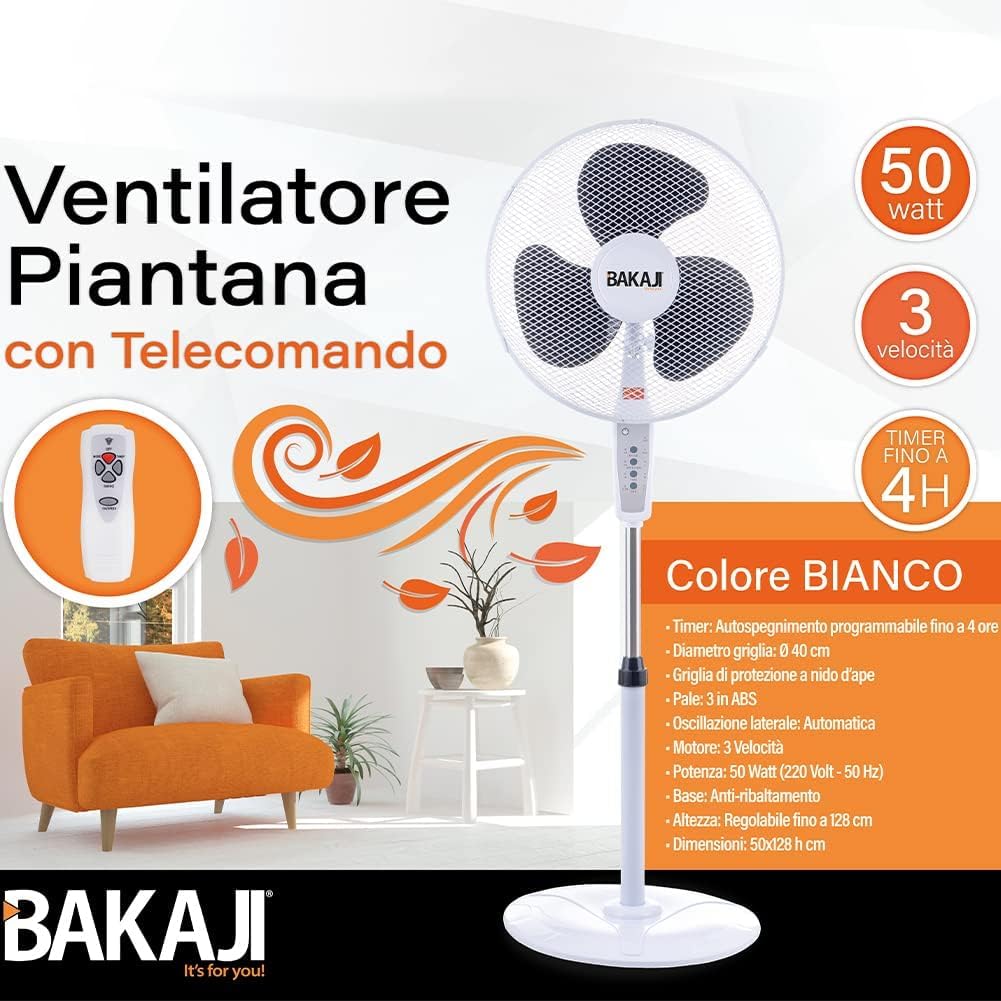 Ventilatore
Piantana
con Telecomando
BAKAJI
50
watt
3
velocità
TIMER
FINO A
4H
Colore BIANCO
• Timer: Autospegnimento programmabile fino a 4 ore
• Diametro griglia: Ø 40 cm
• Griglia di protezione a nido d'ape
• Pale: 3 in ABS
• Oscillazione laterale: Automatica
• Motore: 3 Velocità
• Potenza: 50 Watt (220 Volt - 50 Hz)
• Base: Anti-ribaltamento
• Altezza: Regolabile fino a 128 cm
• Dimensioni: 50x128 h cm
BAKAJI®
It's for you!